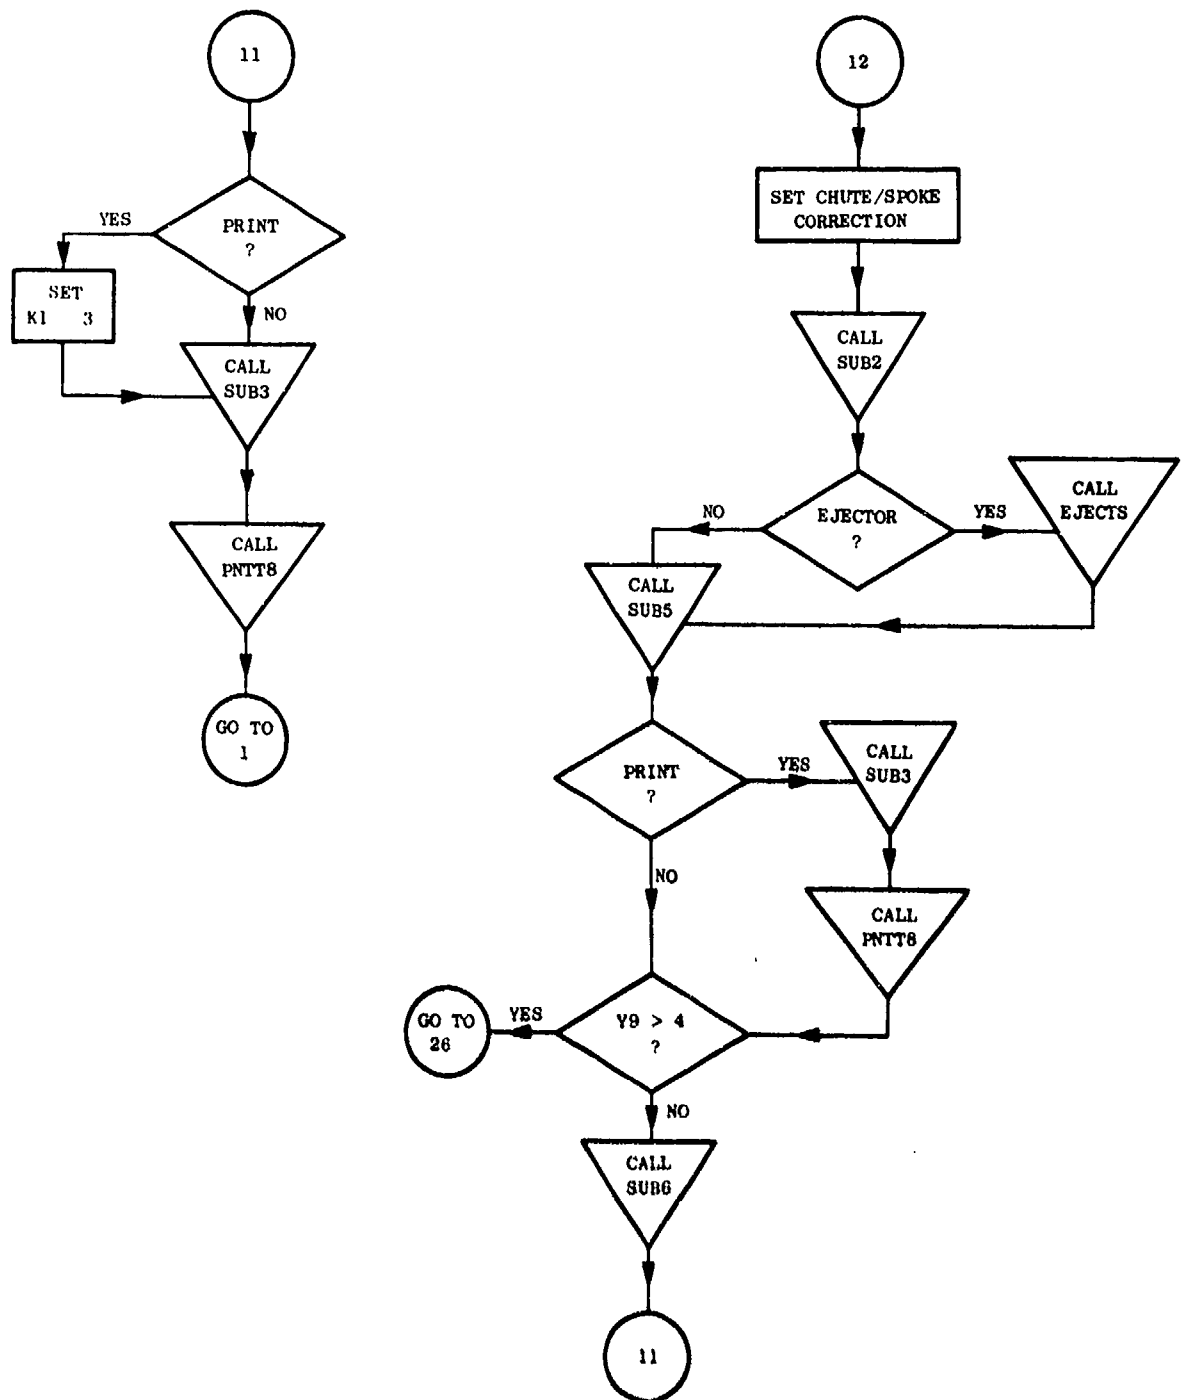 11
PRINT
?
YES
NO
SET
K1 3
CALL
SUB3
CALL
PNTT8
GO TO
1
12
SET CHUTE/SPOKE
CORRECTION
CALL
SUB2
EJECTOR
?
NO
YES
CALL
EJECTS
CALL
SUB5
PRINT
?
YES
NO
CALL
SUB3
CALL
PNTT8
Y9 > 4
?
YES
GO TO
26
NO
CALL
SUB6
11